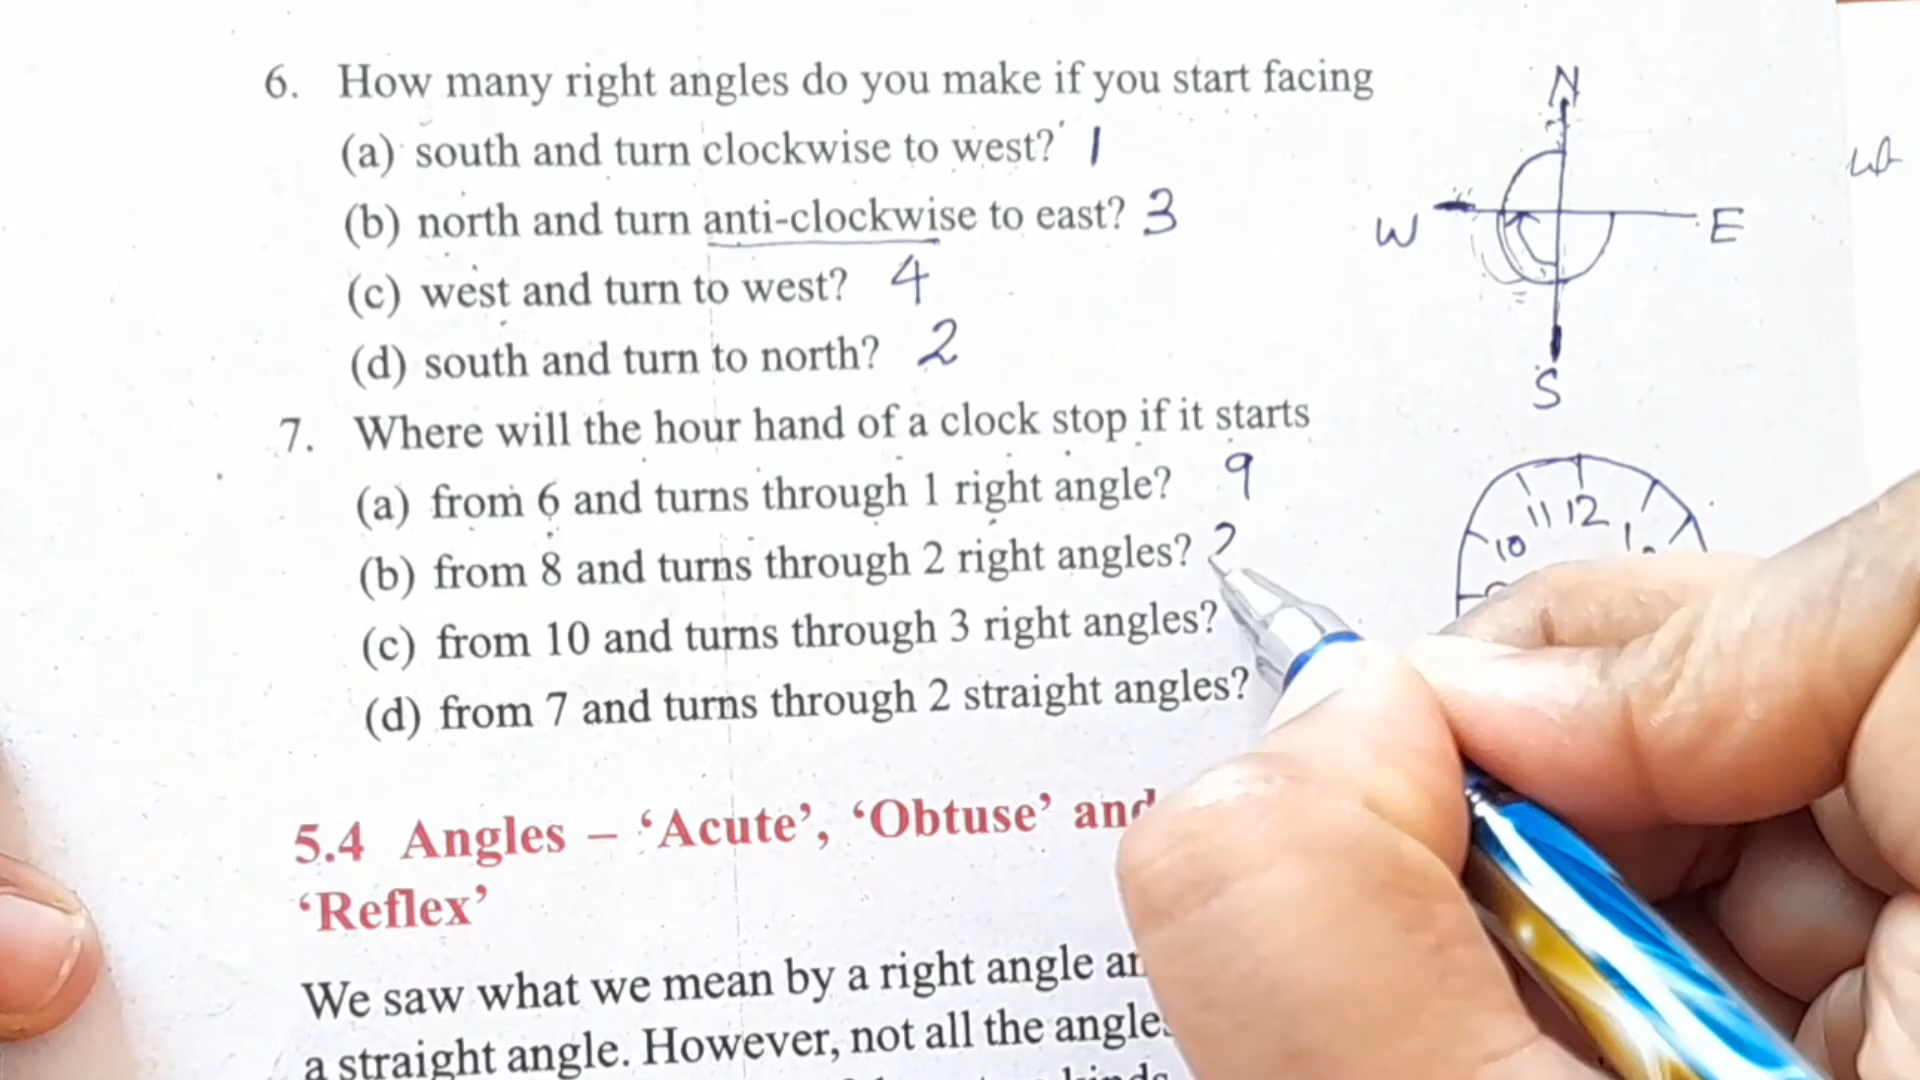 6. How many right angles do you make if you start facing
(a) south and turn clockwise to west? 1
(b) north and turn anti-clockwise to east? 3
(c) west and turn to west? 4
(d) south and turn to north? 2
N
W
E
S
7. Where will the hour hand of a clock stop if it starts
(a) from 6 and turns through 1 right angle? 9
(b) from 8 and turns through 2 right angles? 2
(c) from 10 and turns through 3 right angles?
(d) from 7 and turns through 2 straight angles?
10 11 12 1
5.4 Angles – ‘Acute’, ‘Obtuse’ and
‘Reflex’
We saw what we mean by a right angle
a straight angle. However, not all the